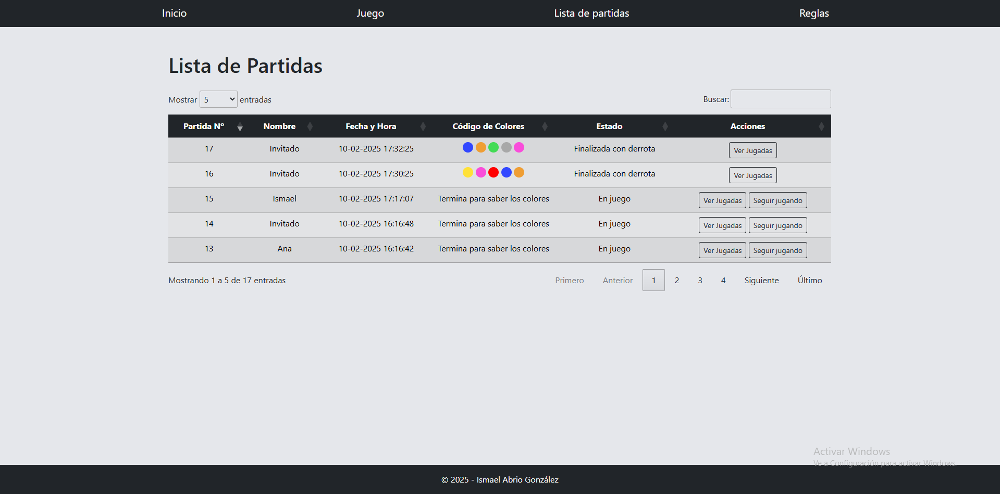 Inicio Juego Lista de partidas Reglas
Lista de Partidas
Mostrar 5 entradas Buscar:
Partida Nº Nombre Fecha y Hora Código de Colores Estado Acciones
17 Invitado 10-02-2025 17:32:25 Finalizada con derrota Ver Jugadas
16 Invitado 10-02-2025 17:30:25 Finalizada con derrota Ver Jugadas
15 Ismael 10-02-2025 17:17:07 Termina para saber los colores En juego Ver Jugadas Seguir jugando
14 Invitado 10-02-2025 16:16:48 Termina para saber los colores En juego Ver Jugadas Seguir jugando
13 Ana 10-02-2025 16:16:42 Termina para saber los colores En juego Ver Jugadas Seguir jugando
Mostrando 1 a 5 de 17 entradas Primero Anterior 1 2 3 4 Siguiente Último
Activar Windows
Ve a Configuración para activar Windows.
© 2025 - Ismael Abrio González